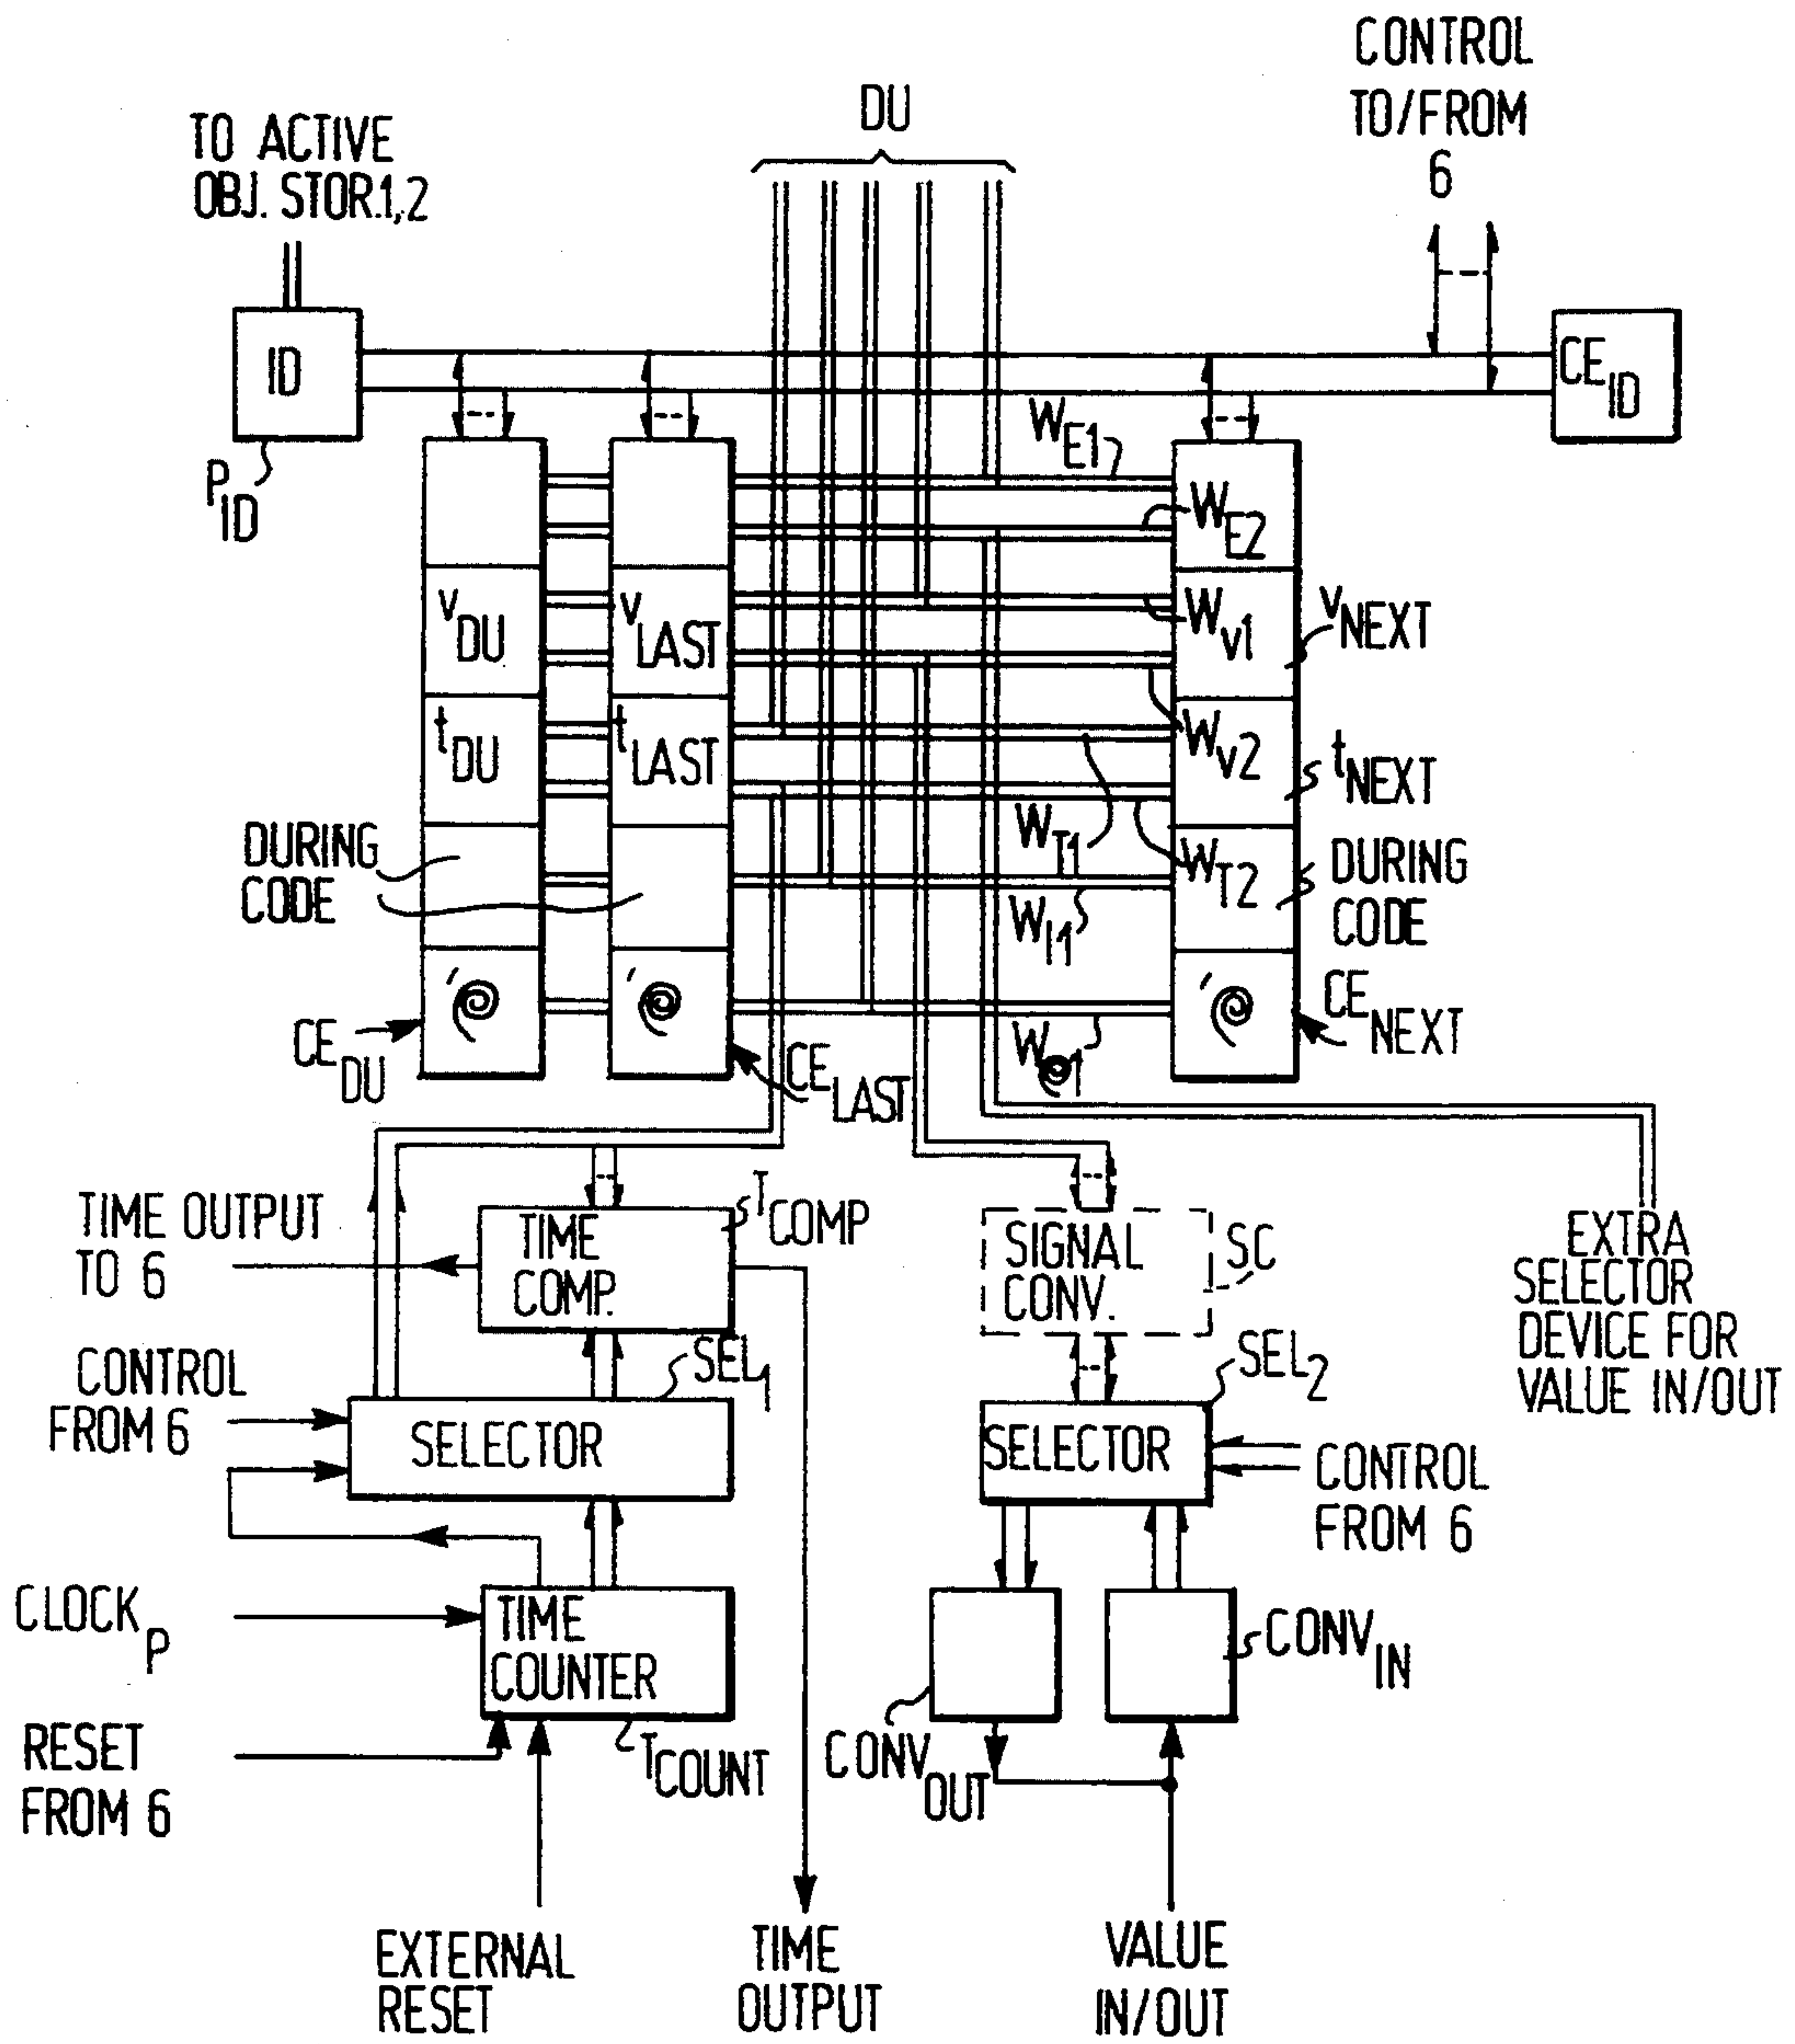 CONTROL
TO/FROM
6
DU
TO ACTIVE
OBJ. STOR.1,2
ID
CE_ID
P_ID
W_E1
W_E2
v_DU
v_LAST
W_v1
v_NEXT
t_DU
t_LAST
W_v2
t_NEXT
W_T1
DURING
CODE
W_T2
DURING
CODE
W_I1
CE_DU
CE_LAST
W_@1
CE_NEXT
TIME OUTPUT
TO 6
TIME
COMP.
T_COMP
SIGNAL
CONV.
SC
EXTRA
SELECTOR
DEVICE FOR
VALUE IN/OUT
CONTROL
FROM 6
SEL_1
SELECTOR
SEL_2
SELECTOR
CONTROL
FROM 6
CLOCK_P
TIME
COUNTER
CONV_IN
RESET
FROM 6
T_COUNT
CONV_OUT
EXTERNAL
RESET
TIME
OUTPUT
VALUE
IN/OUT